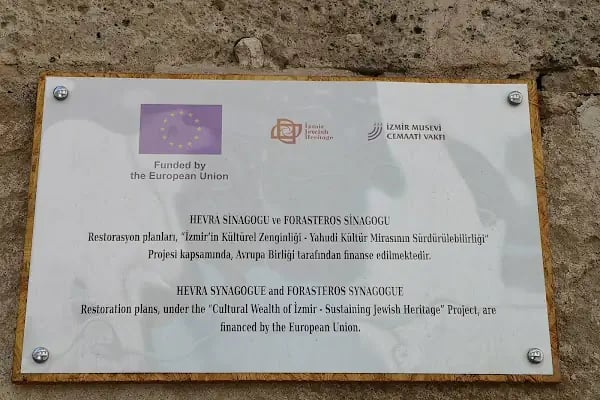 Funded by
the European Union
İzmir
Jewish
Heritage
İZMİR MUSEVİ
CEMAATİ VAKFI
HEVRA SİNAGOGU ve FORASTEROS SİNAGOGU
Restorasyon planları, "İzmir'in Kültürel Zenginliği - Yahudi Kültür Mirasının Sürdürülebilirliği"
Projesi kapsamında, Avrupa Birliği tarafından finanse edilmektedir.
HEVRA SYNAGOGUE and FORASTEROS SYNAGOGUE
Restoration plans, under the "Cultural Wealth of İzmir - Sustaining Jewish Heritage" Project, are
financed by the European Union.